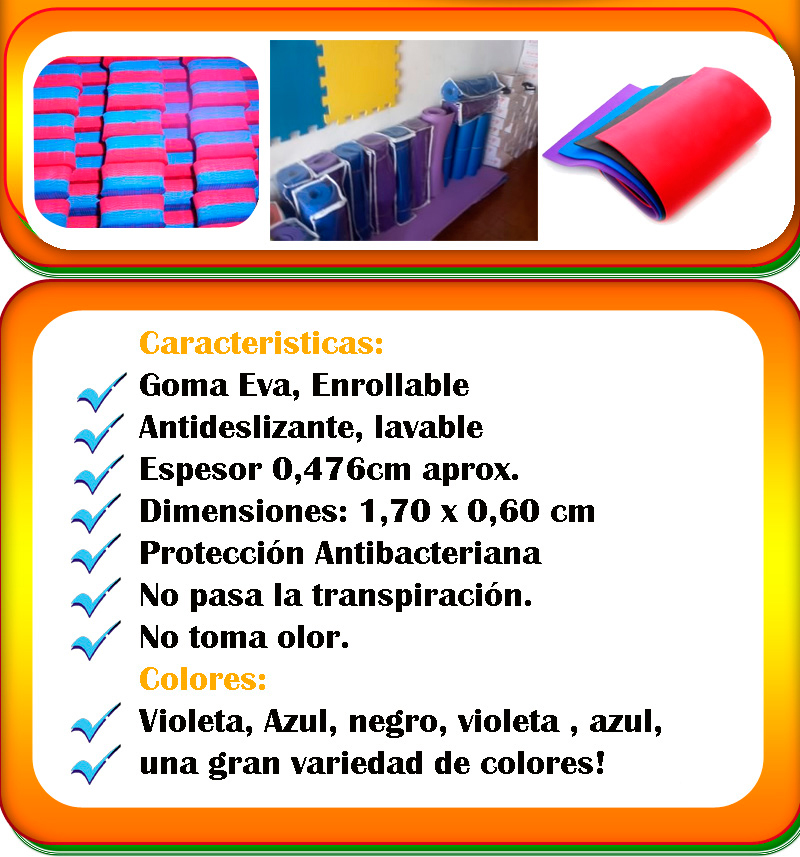 Caracteristicas:
Goma Eva, Enrollable
Antideslizante, lavable
Espesor 0,476cm aprox.
Dimensiones: 1,70 x 0,60 cm
Protección Antibacteriana
No pasa la transpiración.
No toma olor.
Colores:
Violeta, Azul, negro, violeta , azul,
una gran variedad de colores!